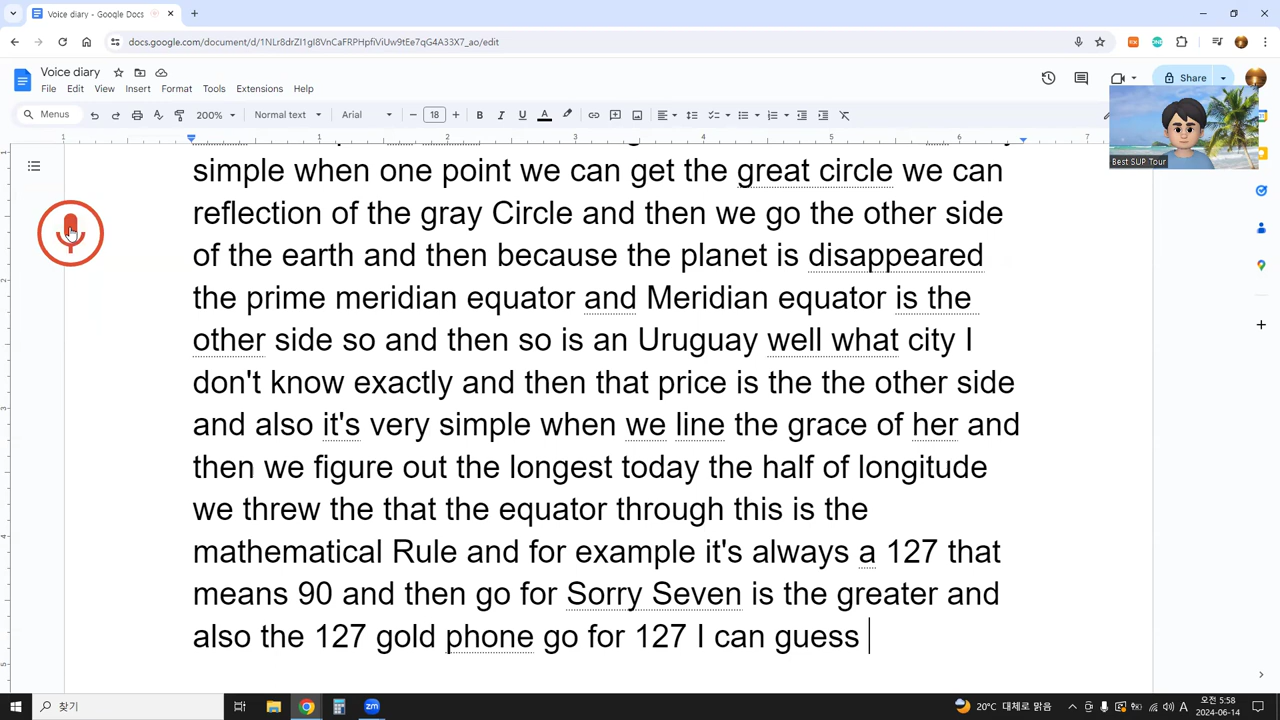 Voice diary - Google Docs
docs.google.com/document/d/1NLr8drZI1gI8VnCaFRPHpfiViUw9tEe7qG4A33X7_ao/edit
Voice diary
File Edit View Insert Format Tools Extensions Help
Share
Menus 200% Normal text Arial 18 B I U A
Best SUP Tour
1 1 2 3 4 5 6 7
simple when one point we can get the great circle we can
reflection of the gray Circle and then we go the other side
of the earth and then because the planet is disappeared
the prime meridian equator and Meridian equator is the
other side so and then so is an Uruguay well what city I
don't know exactly and then that price is the the other side
and also it's very simple when we line the grace of her and
then we figure out the longest today the half of longitude
we threw the that the equator through this is the
mathematical Rule and for example it's always a 127 that
means 90 and then go for Sorry Seven is the greater and
also the 127 gold phone go for 127 I can guess
찾기
20°C 대체로 맑음
A
오전 5:58
2024-06-14